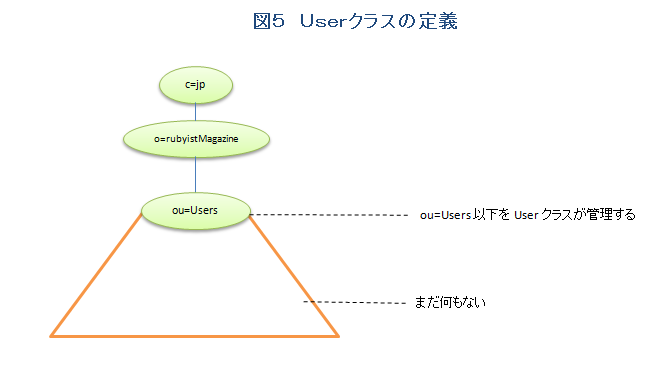 図5　Userクラスの定義
c=jp
o=rubyistMagazine
ou=Users
ou=Users 以下を User クラスが管理する
まだ何もない